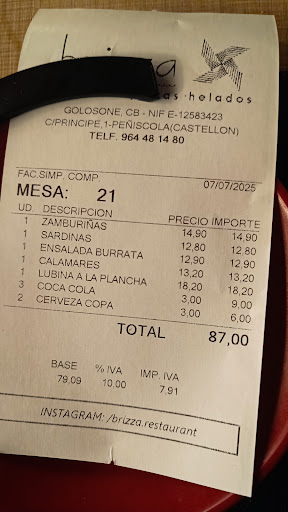 helados
GOLOSONE, CB - NIF E-12583423
C/PRINCIPE,1-PEÑISCOLA(CASTELLON)
TELF. 964 48 14 80
FAC.SIMP. COMP. 07/07/2025
MESA: 21
UD DESCRIPCION PRECIO IMPORTE
1 ZAMBURIÑAS 14,90 14,90
1 SARDINAS 12,80 12,80
1 ENSALADA BURRATA 12,90 12,90
1 CALAMARES 13,20 13,20
1 LUBINA A LA PLANCHA 18,20 18,20
3 COCA COLA 3,00 9,00
2 CERVEZA COPA 3,00 6,00
TOTAL 87,00
BASE % IVA IMP. IVA
79,09 10,00 7,91
INSTAGRAM: /brizza.restaurant